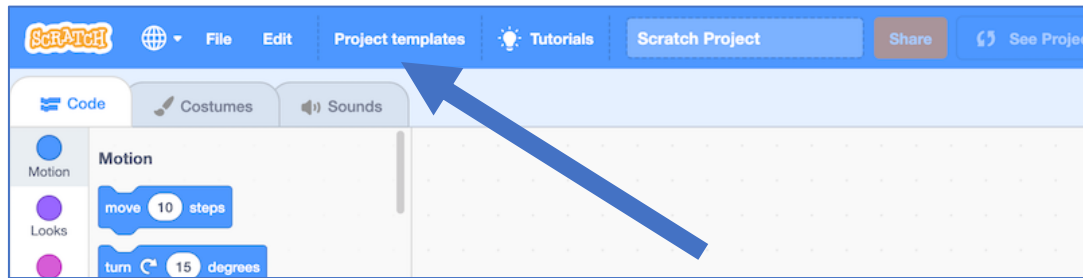 SCRATCH File Edit Project templates Tutorials Scratch Project Share See Projec
Code Costumes Sounds
Motion
Motion
move 10 steps
Looks
turn 15 degrees